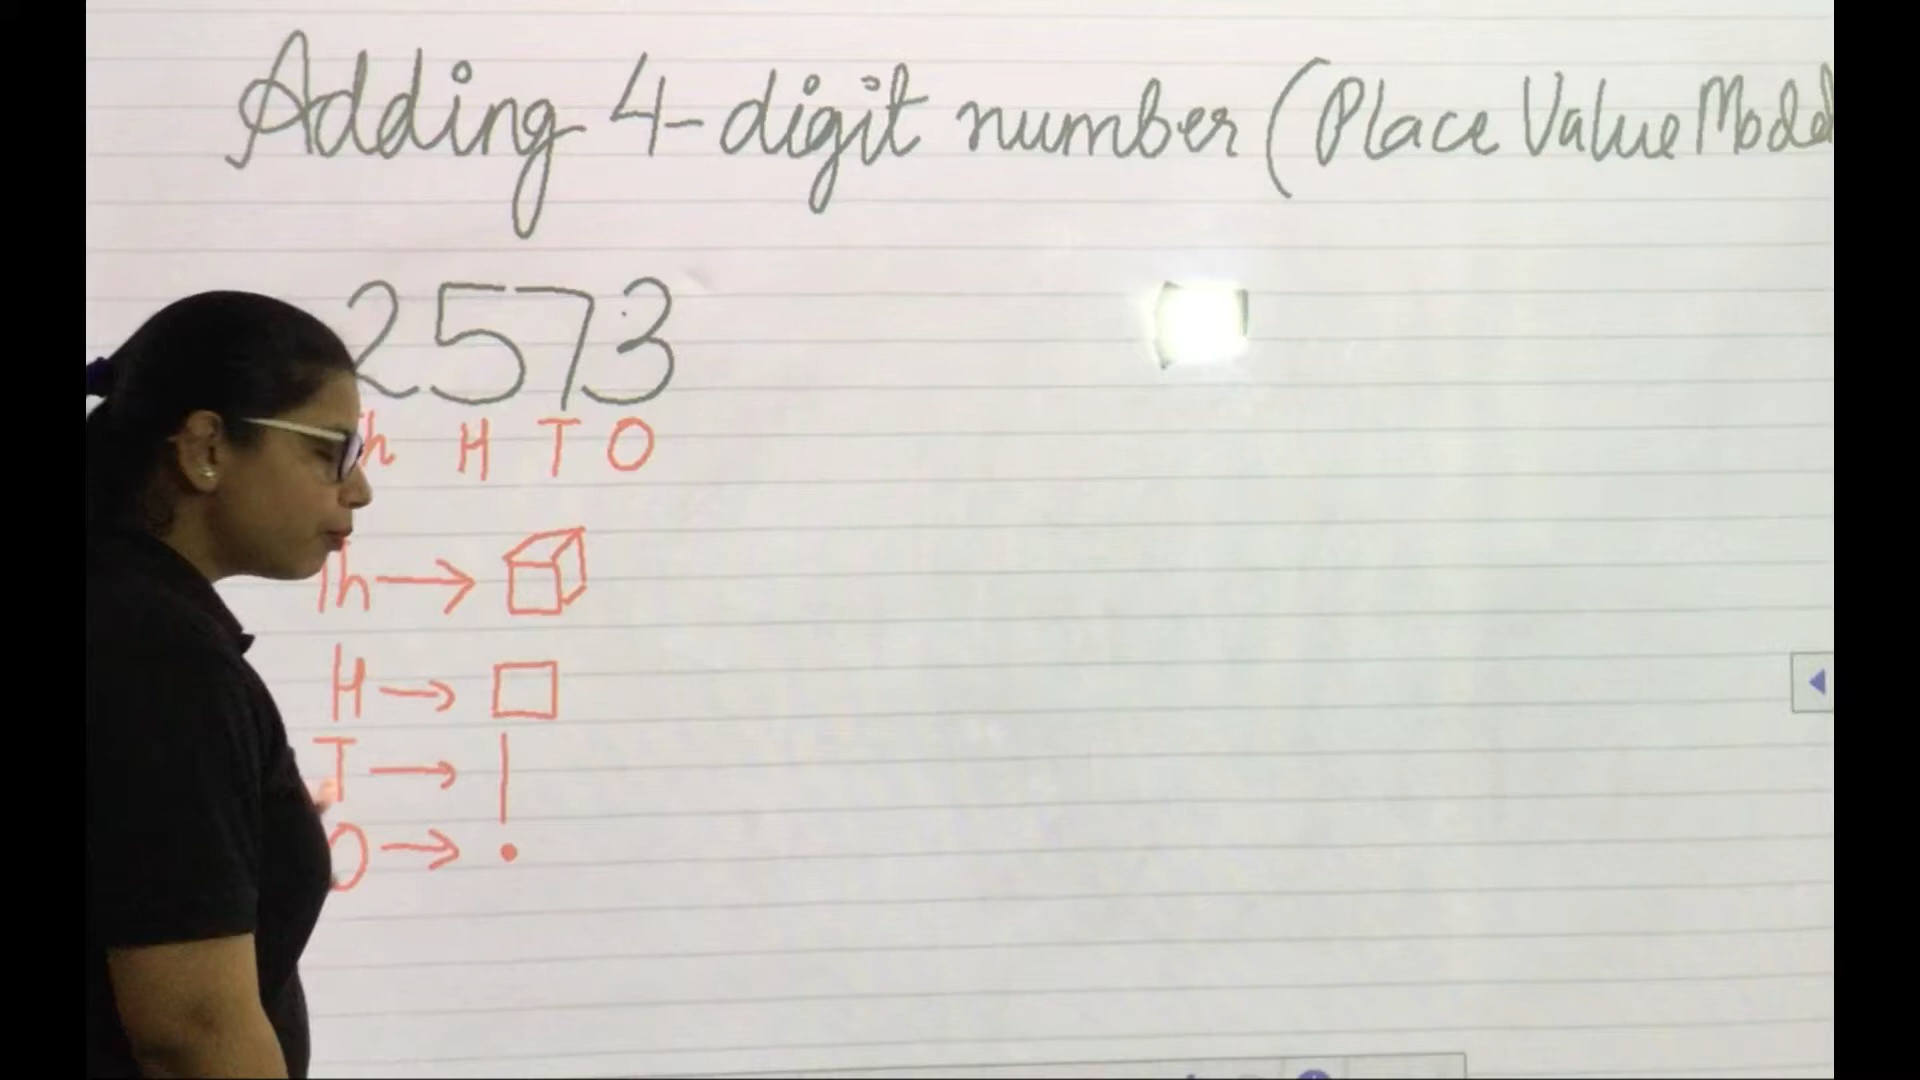 Adding 4-digit number (Place Value Model
2573
Th H T O
Th →
H →
T →
O →